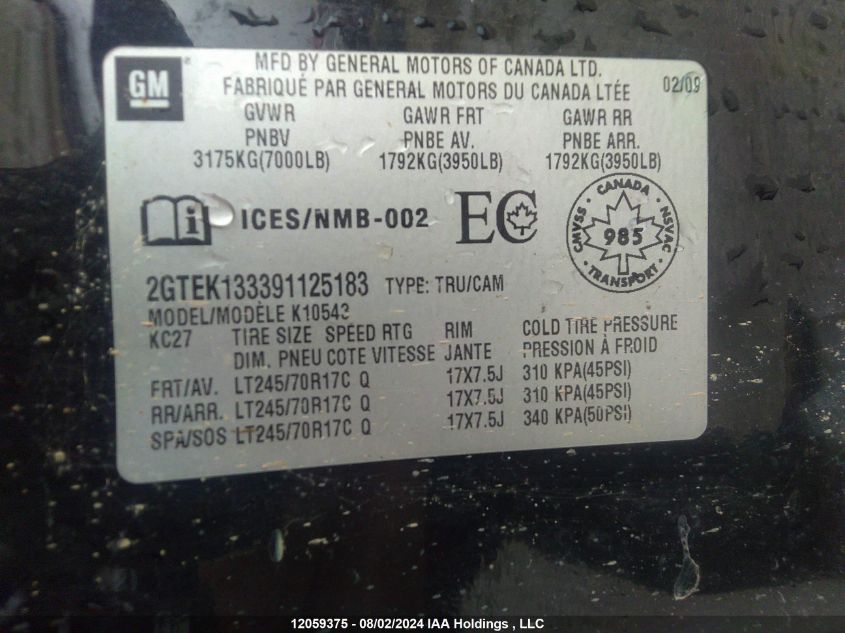 GM
MFD BY GENERAL MOTORS OF CANADA LTD.
FABRIQUÉ PAR GENERAL MOTORS DU CANADA LTÉE 02/09
GVWR GAWR FRT GAWR RR
PNBV PNBE AV. PNBE ARR.
3175KG(7000LB) 1792KG(3950LB) 1792KG(3950LB)
i ICES/NMB-002 EC
CANADA
CMVSS 985 NSVAC
TRANSPORT
2GTEK133391125183 TYPE: TRU/CAM
MODEL/MODÈLE K10543
KC27 TIRE SIZE SPEED RTG RIM COLD TIRE PRESSURE
DIM. PNEU COTE VITESSE JANTE PRESSION À FROID
FRT/AV. LT245/70R17C Q 17X7.5J 310 KPA(45PSI)
RR/ARR. LT245/70R17C Q 17X7.5J 310 KPA(45PSI)
SPA/SOS LT245/70R17C Q 17X7.5J 340 KPA(50PSI)
12059375 - 08/02/2024 IAA Holdings , LLC